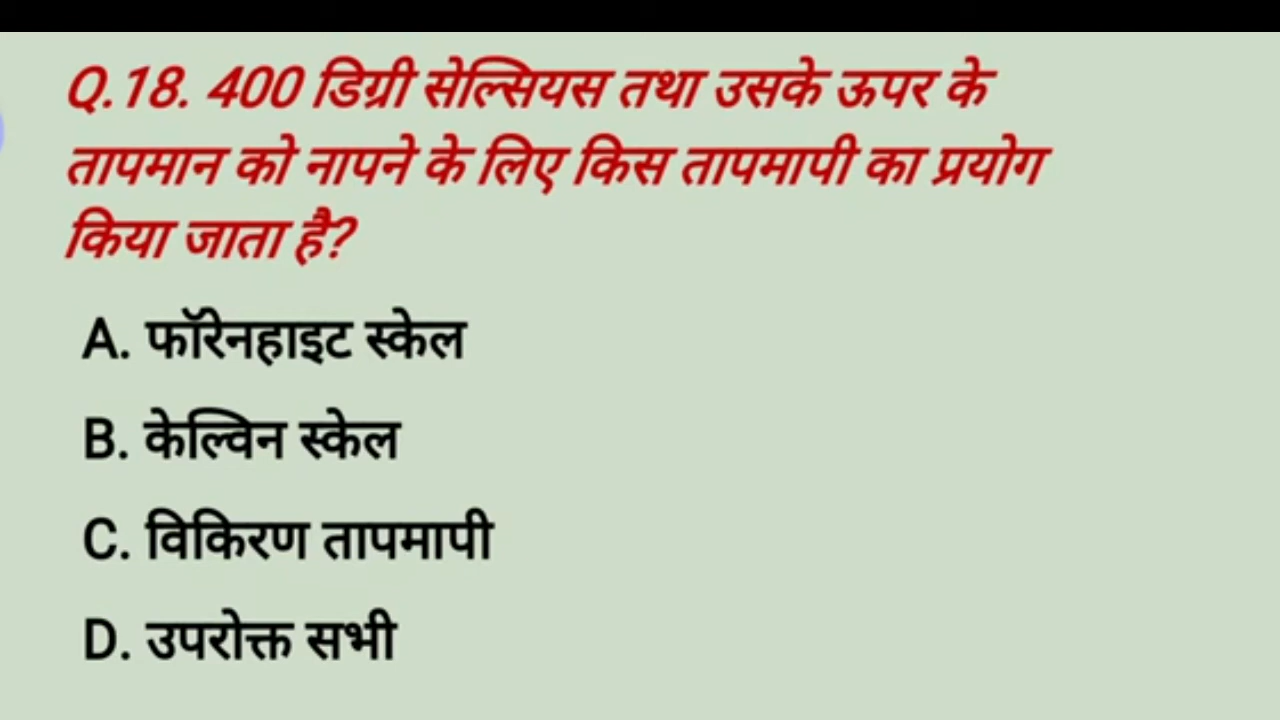 Q.18. 400 डिग्री सेल्सियस तथा उसके ऊपर के
तापमान को नापने के लिए किस तापमापी का प्रयोग
किया जाता है?
A. फॉरेनहाइट स्केल
B. केल्विन स्केल
C. विकिरण तापमापी
D. उपरोक्त सभी